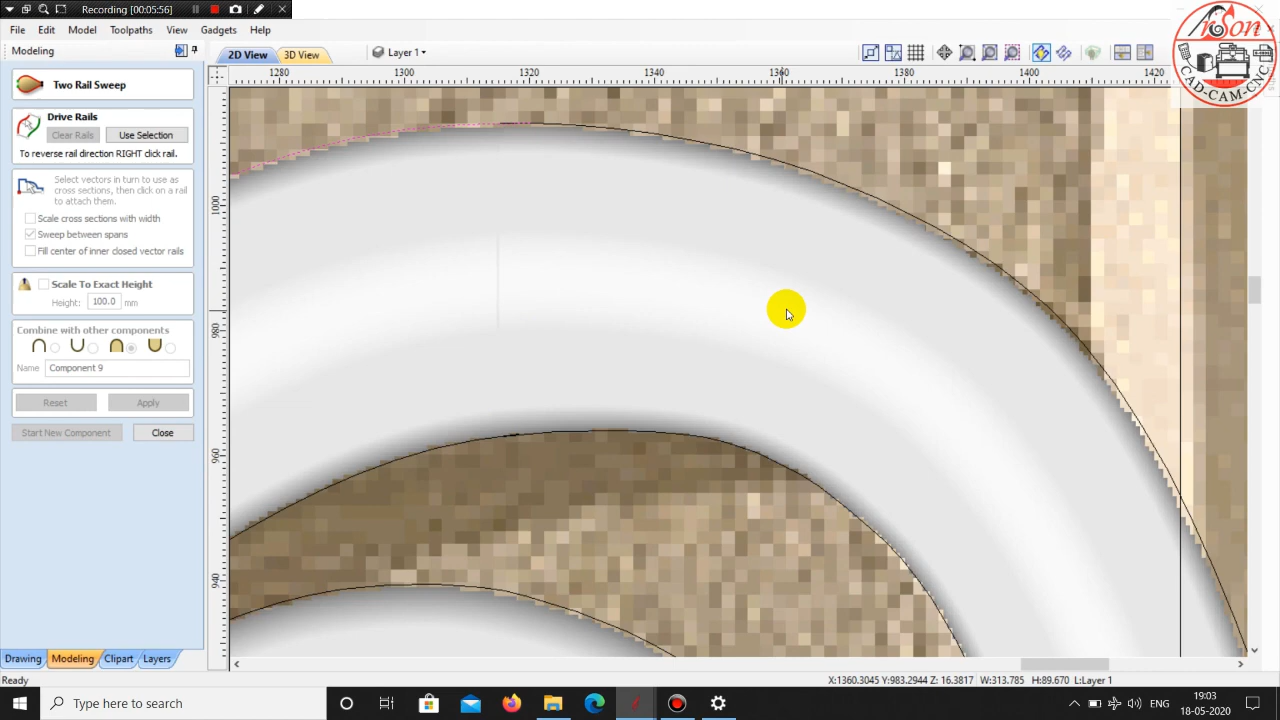 Recording [00:05:56]
File Edit Model Toolpaths View Gadgets Help
Modeling
2D View 3D View Layer 1
1280 1300 1320 1340 1360 1380 1400 1420
Two Rail Sweep
Drive Rails
Clear Rails Use Selection
To reverse rail direction RIGHT click rail.
Select vectors in turn to use as
cross sections, then click on a rail
to attach them.
Scale cross sections with width
Sweep between spans
Fill center of inner closed vector rails
Scale To Exact Height
Height: 100.0 mm
Combine with other components
Name Component 9
Reset Apply
Start New Component Close
1000
980
960
940
CAD-CAM-CNC
Drawing Modeling Clipart Layers
Ready
X:1360.3045 Y:983.2944 Z: 16.3817 W:313.785 H:89.670 L:Layer 1
Type here to search
ENG
19:03
18-05-2020